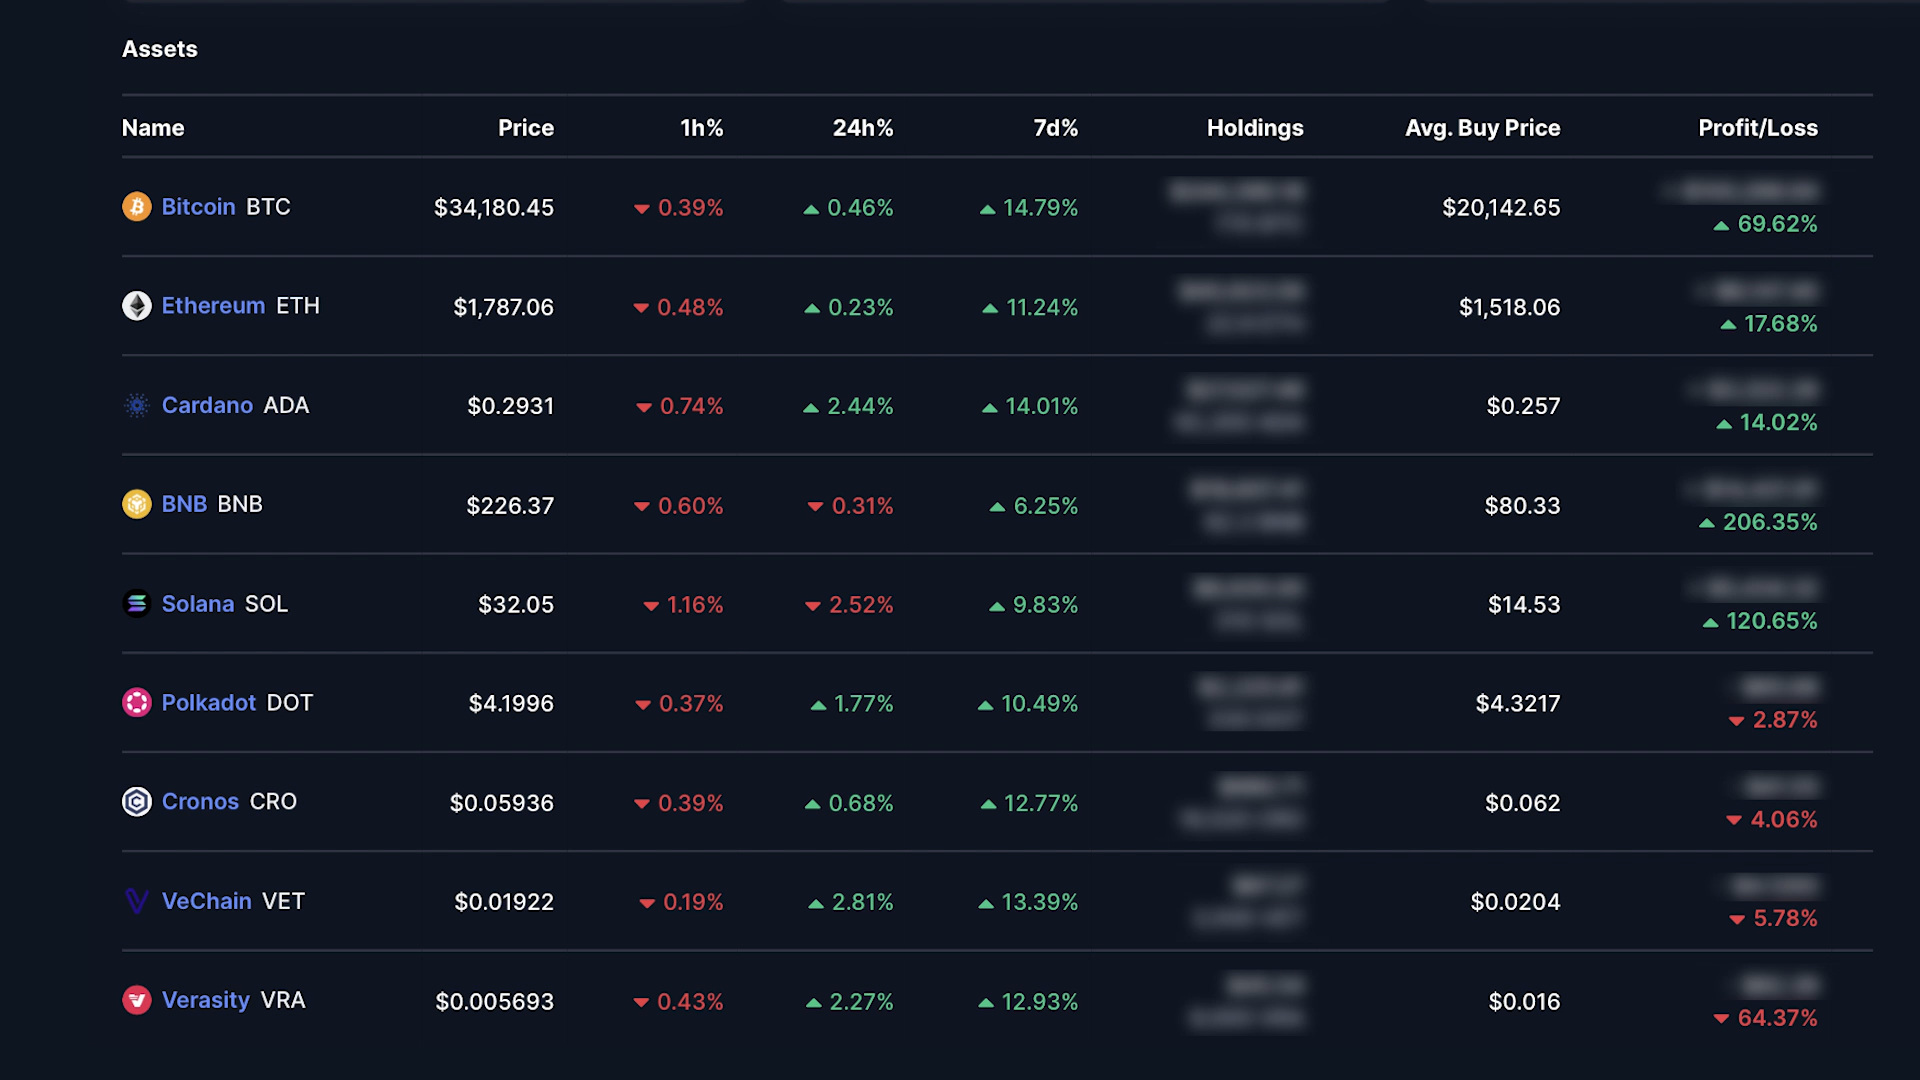 Assets
Name Price 1h% 24h% 7d% Holdings Avg. Buy Price Profit/Loss
Bitcoin BTC $34,180.45 0.39% 0.46% 14.79% $20,142.65
69.62%
Ethereum ETH $1,787.06 0.48% 0.23% 11.24% $1,518.06
17.68%
Cardano ADA $0.2931 0.74% 2.44% 14.01% $0.257
14.02%
BNB BNB $226.37 0.60% 0.31% 6.25% $80.33
206.35%
Solana SOL $32.05 1.16% 2.52% 9.83% $14.53
120.65%
Polkadot DOT $4.1996 0.37% 1.77% 10.49% $4.3217
2.87%
Cronos CRO $0.05936 0.39% 0.68% 12.77% $0.062
4.06%
VeChain VET $0.01922 0.19% 2.81% 13.39% $0.0204
5.78%
Verasity VRA $0.005693 0.43% 2.27% 12.93% $0.016
64.37%